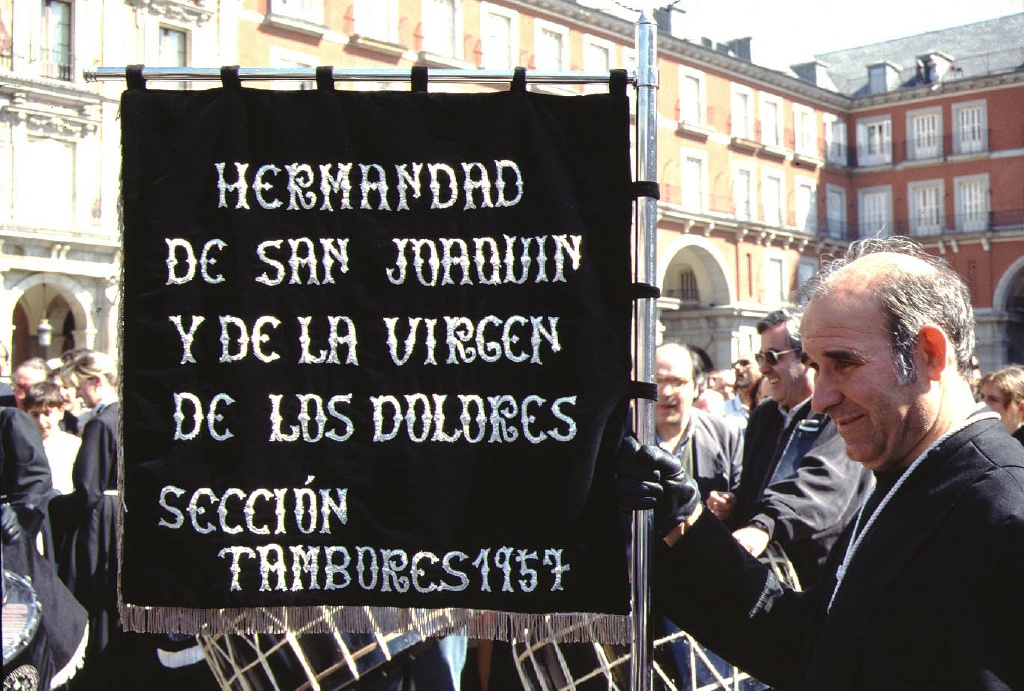 HERMANDAD
DE SAN JOAQUIN
Y DE LA VIRGEN
DE LOS DOLORES
SECCIÓN
TAMBORES 1957